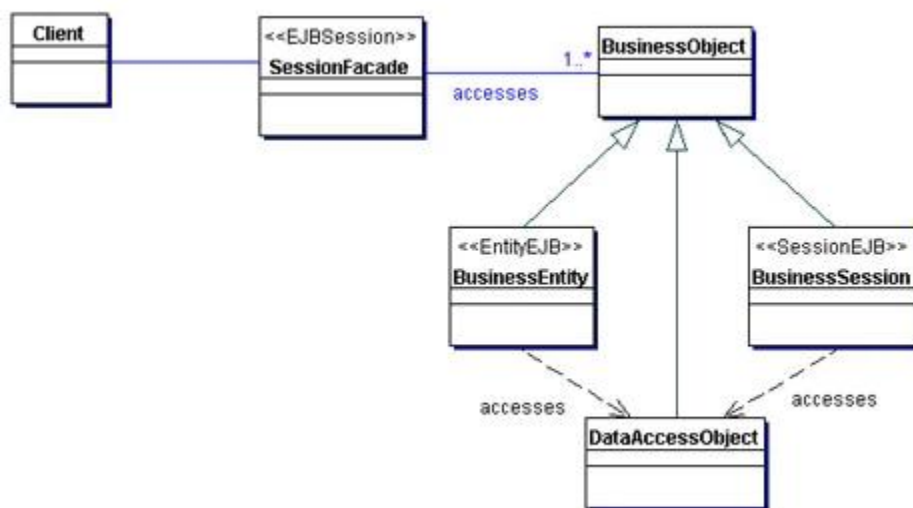 Client
<<EJBSession>>
SessionFacade
1..*
accesses
BusinessObject
<<EntityEJB>>
BusinessEntity
<<SessionEJB>>
BusinessSession
accesses
accesses
DataAccessObject